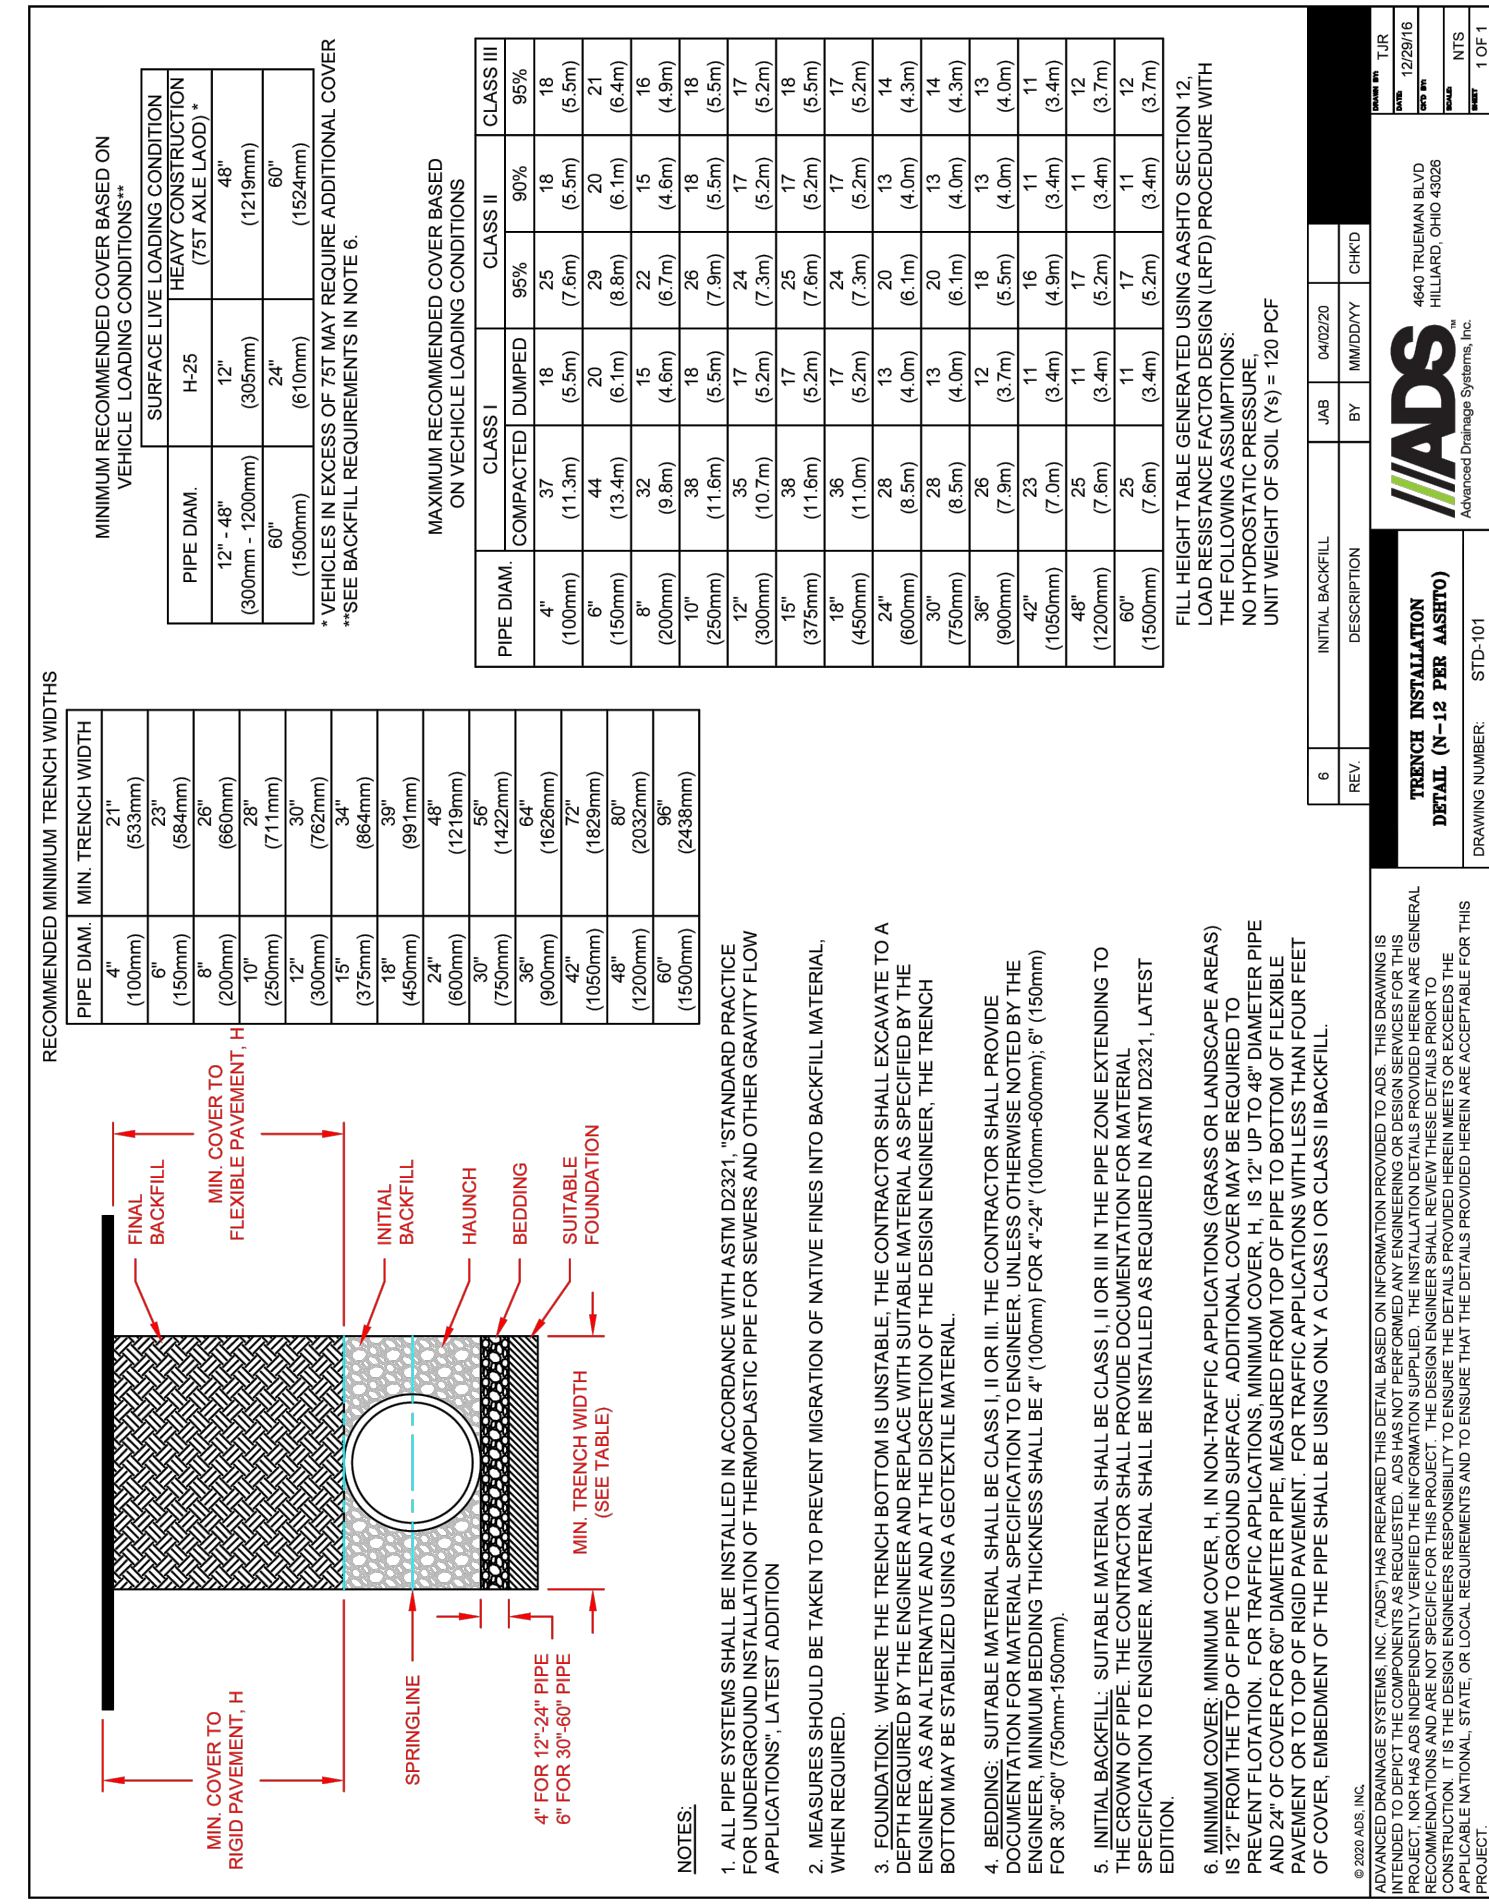 MIN. COVER TO
RIGID PAVEMENT, H
FINAL
BACKFILL
MIN. COVER TO
FLEXIBLE PAVEMENT, H
INITIAL
BACKFILL
HAUNCH
BEDDING
SUITABLE
FOUNDATION
SPRINGLINE
4" FOR 12"-24" PIPE
6" FOR 30"-60" PIPE
MIN. TRENCH WIDTH
(SEE TABLE)
RECOMMENDED MINIMUM TRENCH WIDTHS
PIPE DIAM. MIN. TRENCH WIDTH
4" 21"
(100mm) (533mm)
6" 23"
(150mm) (584mm)
8" 26"
(200mm) (660mm)
10" 28"
(250mm) (711mm)
12" 30"
(300mm) (762mm)
15" 34"
(375mm) (864mm)
18" 39"
(450mm) (991mm)
24" 48"
(600mm) (1219mm)
30" 56"
(750mm) (1422mm)
36" 64"
(900mm) (1626mm)
42" 72"
(1050mm) (1829mm)
48" 80"
(1200mm) (2032mm)
60" 96"
(1500mm) (2438mm)
MINIMUM RECOMMENDED COVER BASED ON
VEHICLE LOADING CONDITIONS**
SURFACE LIVE LOADING CONDITION
PIPE DIAM. H-25 HEAVY CONSTRUCTION
(75T AXLE LAOD) *
12" - 48" 12" 48"
(300mm - 1200mm) (305mm) (1219mm)
60" 24" 60"
(1500mm) (610mm) (1524mm)
* VEHICLES IN EXCESS OF 75T MAY REQUIRE ADDITIONAL COVER
**SEE BACKFILL REQUIREMENTS IN NOTE 6.
MAXIMUM RECOMMENDED COVER BASED
ON VECHICLE LOADING CONDITIONS
PIPE DIAM. CLASS I CLASS II CLASS III
COMPACTED DUMPED 95% 90% 95%
4" 37 18 25 18 18
(100mm) (11.3m) (5.5m) (7.6m) (5.5m) (5.5m)
6" 44 20 29 20 21
(150mm) (13.4m) (6.1m) (8.8m) (6.1m) (6.4m)
8" 32 15 22 15 16
(200mm) (9.8m) (4.6m) (6.7m) (4.6m) (4.9m)
10" 38 18 26 18 18
(250mm) (11.6m) (5.5m) (7.9m) (5.5m) (5.5m)
12" 35 17 24 17 17
(300mm) (10.7m) (5.2m) (7.3m) (5.2m) (5.2m)
15" 38 17 25 17 18
(375mm) (11.6m) (5.2m) (7.6m) (5.2m) (5.5m)
18" 36 17 24 17 17
(450mm) (11.0m) (5.2m) (7.3m) (5.2m) (5.2m)
24" 28 13 20 13 14
(600mm) (8.5m) (4.0m) (6.1m) (4.0m) (4.3m)
30" 28 13 20 13 14
(750mm) (8.5m) (4.0m) (6.1m) (4.0m) (4.3m)
36" 26 12 18 13 13
(900mm) (7.9m) (3.7m) (5.5m) (4.0m) (4.0m)
42" 23 11 16 11 11
(1050mm) (7.0m) (3.4m) (4.9m) (3.4m) (3.4m)
48" 25 11 17 11 12
(1200mm) (7.6m) (3.4m) (5.2m) (3.4m) (3.7m)
60" 25 11 17 11 12
(1500mm) (7.6m) (3.4m) (5.2m) (3.4m) (3.7m)
FILL HEIGHT TABLE GENERATED USING AASHTO SECTION 12,
LOAD RESISTANCE FACTOR DESIGN (LRFD) PROCEDURE WITH
THE FOLLOWING ASSUMPTIONS:
NO HYDROSTATIC PRESSURE,
UNIT WEIGHT OF SOIL (Ys) = 120 PCF
NOTES:
1. ALL PIPE SYSTEMS SHALL BE INSTALLED IN ACCORDANCE WITH ASTM D2321, "STANDARD PRACTICE
FOR UNDERGROUND INSTALLATION OF THERMOPLASTIC PIPE FOR SEWERS AND OTHER GRAVITY FLOW
APPLICATIONS", LATEST ADDITION
2. MEASURES SHOULD BE TAKEN TO PREVENT MIGRATION OF NATIVE FINES INTO BACKFILL MATERIAL,
WHEN REQUIRED.
3. FOUNDATION: WHERE THE TRENCH BOTTOM IS UNSTABLE, THE CONTRACTOR SHALL EXCAVATE TO A
DEPTH REQUIRED BY THE ENGINEER AND REPLACE WITH SUITABLE MATERIAL AS SPECIFIED BY THE
ENGINEER. AS AN ALTERNATIVE AND AT THE DISCRETION OF THE DESIGN ENGINEER, THE TRENCH
BOTTOM MAY BE STABILIZED USING A GEOTEXTILE MATERIAL.
4. BEDDING: SUITABLE MATERIAL SHALL BE CLASS I, II OR III. THE CONTRACTOR SHALL PROVIDE
DOCUMENTATION FOR MATERIAL SPECIFICATION TO ENGINEER. UNLESS OTHERWISE NOTED BY THE
ENGINEER, MINIMUM BEDDING THICKNESS SHALL BE 4" (100mm) FOR 4"-24" (100mm-600mm); 6" (150mm)
FOR 30"-60" (750mm-1500mm).
5. INITIAL BACKFILL: SUITABLE MATERIAL SHALL BE CLASS I, II OR III IN THE PIPE ZONE EXTENDING TO
THE CROWN OF PIPE. THE CONTRACTOR SHALL PROVIDE DOCUMENTATION FOR MATERIAL
SPECIFICATION TO ENGINEER. MATERIAL SHALL BE INSTALLED AS REQUIRED IN ASTM D2321, LATEST
EDITION.
6. MINIMUM COVER: MINIMUM COVER, H, IN NON-TRAFFIC APPLICATIONS (GRASS OR LANDSCAPE AREAS)
IS 12" FROM THE TOP OF PIPE TO GROUND SURFACE. ADDITIONAL COVER MAY BE REQUIRED TO
PREVENT FLOTATION. FOR TRAFFIC APPLICATIONS, MINIMUM COVER, H, IS 12" UP TO 48" DIAMETER PIPE
AND 24" OF COVER FOR 60" DIAMETER PIPE, MEASURED FROM TOP OF PIPE TO BOTTOM OF FLEXIBLE
PAVEMENT OR TO TOP OF RIGID PAVEMENT. FOR TRAFFIC APPLICATIONS WITH LESS THAN FOUR FEET
OF COVER, EMBEDMENT OF THE PIPE SHALL BE USING ONLY A CLASS I OR CLASS II BACKFILL.
6 INITIAL BACKFILL JAB 04/02/20
REV. DESCRIPTION BY MM/DD/YY CHK'D
© 2020 ADS, INC.
ADVANCED DRAINAGE SYSTEMS, INC. ("ADS") HAS PREPARED THIS DETAIL BASED ON INFORMATION PROVIDED TO ADS. THIS DRAWING IS
INTENDED TO DEPICT THE COMPONENTS AS REQUESTED. ADS HAS NOT PERFORMED ANY ENGINEERING OR DESIGN SERVICES FOR THIS
PROJECT, NOR HAS ADS INDEPENDENTLY VERIFIED THE INFORMATION SUPPLIED. THE INSTALLATION DETAILS PROVIDED HEREIN ARE GENERAL
RECOMMENDATIONS AND ARE NOT SPECIFIC FOR THIS PROJECT. THE DESIGN ENGINEER SHALL REVIEW THESE DETAILS PRIOR TO
CONSTRUCTION. IT IS THE DESIGN ENGINEERS RESPONSIBILITY TO ENSURE THE DETAILS PROVIDED HEREIN MEETS OR EXCEEDS THE
APPLICABLE NATIONAL, STATE, OR LOCAL REQUIREMENTS AND TO ENSURE THAT THE DETAILS PROVIDED HEREIN ARE ACCEPTABLE FOR THIS
PROJECT.
TRENCH INSTALLATION
DETAIL (N-12 PER AASHTO)
DRAWING NUMBER: STD-101
ADS
™
Advanced Drainage Systems, Inc.
4640 TRUEMAN BLVD
HILLIARD, OHIO 43026
DRAWN BY: TJR
DATE: 12/29/16
CK'D BY:
SCALE: NTS
SHEET 1 OF 1